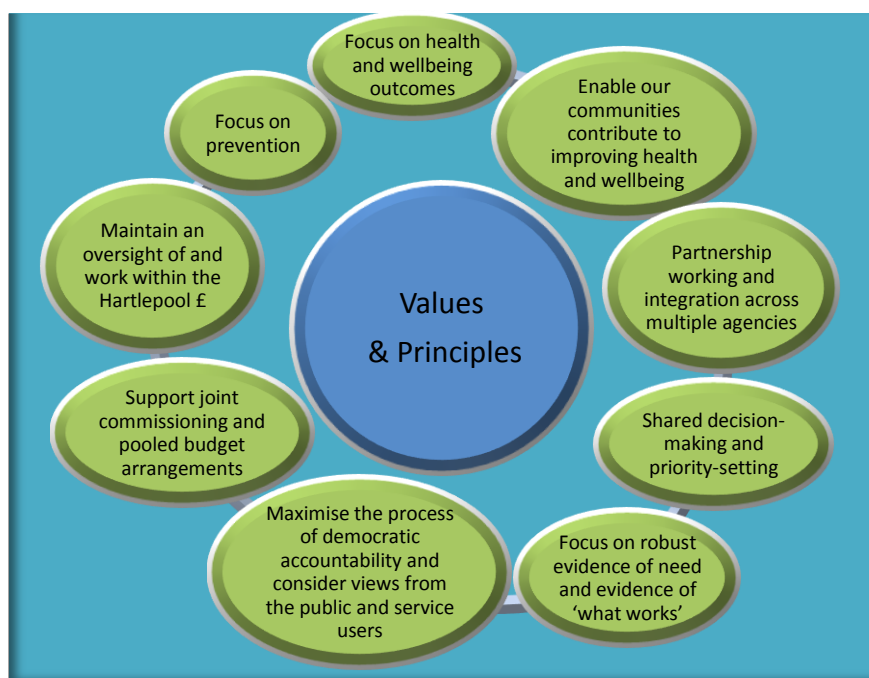 Focus on health
and wellbeing
outcomes
Enable our
communities
contribute to
improving health
and wellbeing
Partnership
working and
integration across
multiple agencies
Shared decision-
making and
priority-setting
Focus on robust
evidence of need
and evidence of
‘what works’
Maximise the process
of democratic
accountability and
consider views from
the public and service
users
Support joint
commissioning and
pooled budget
arrangements
Maintain an
oversight of and
work within the
Hartlepool £
Focus on
prevention
Values
& Principles